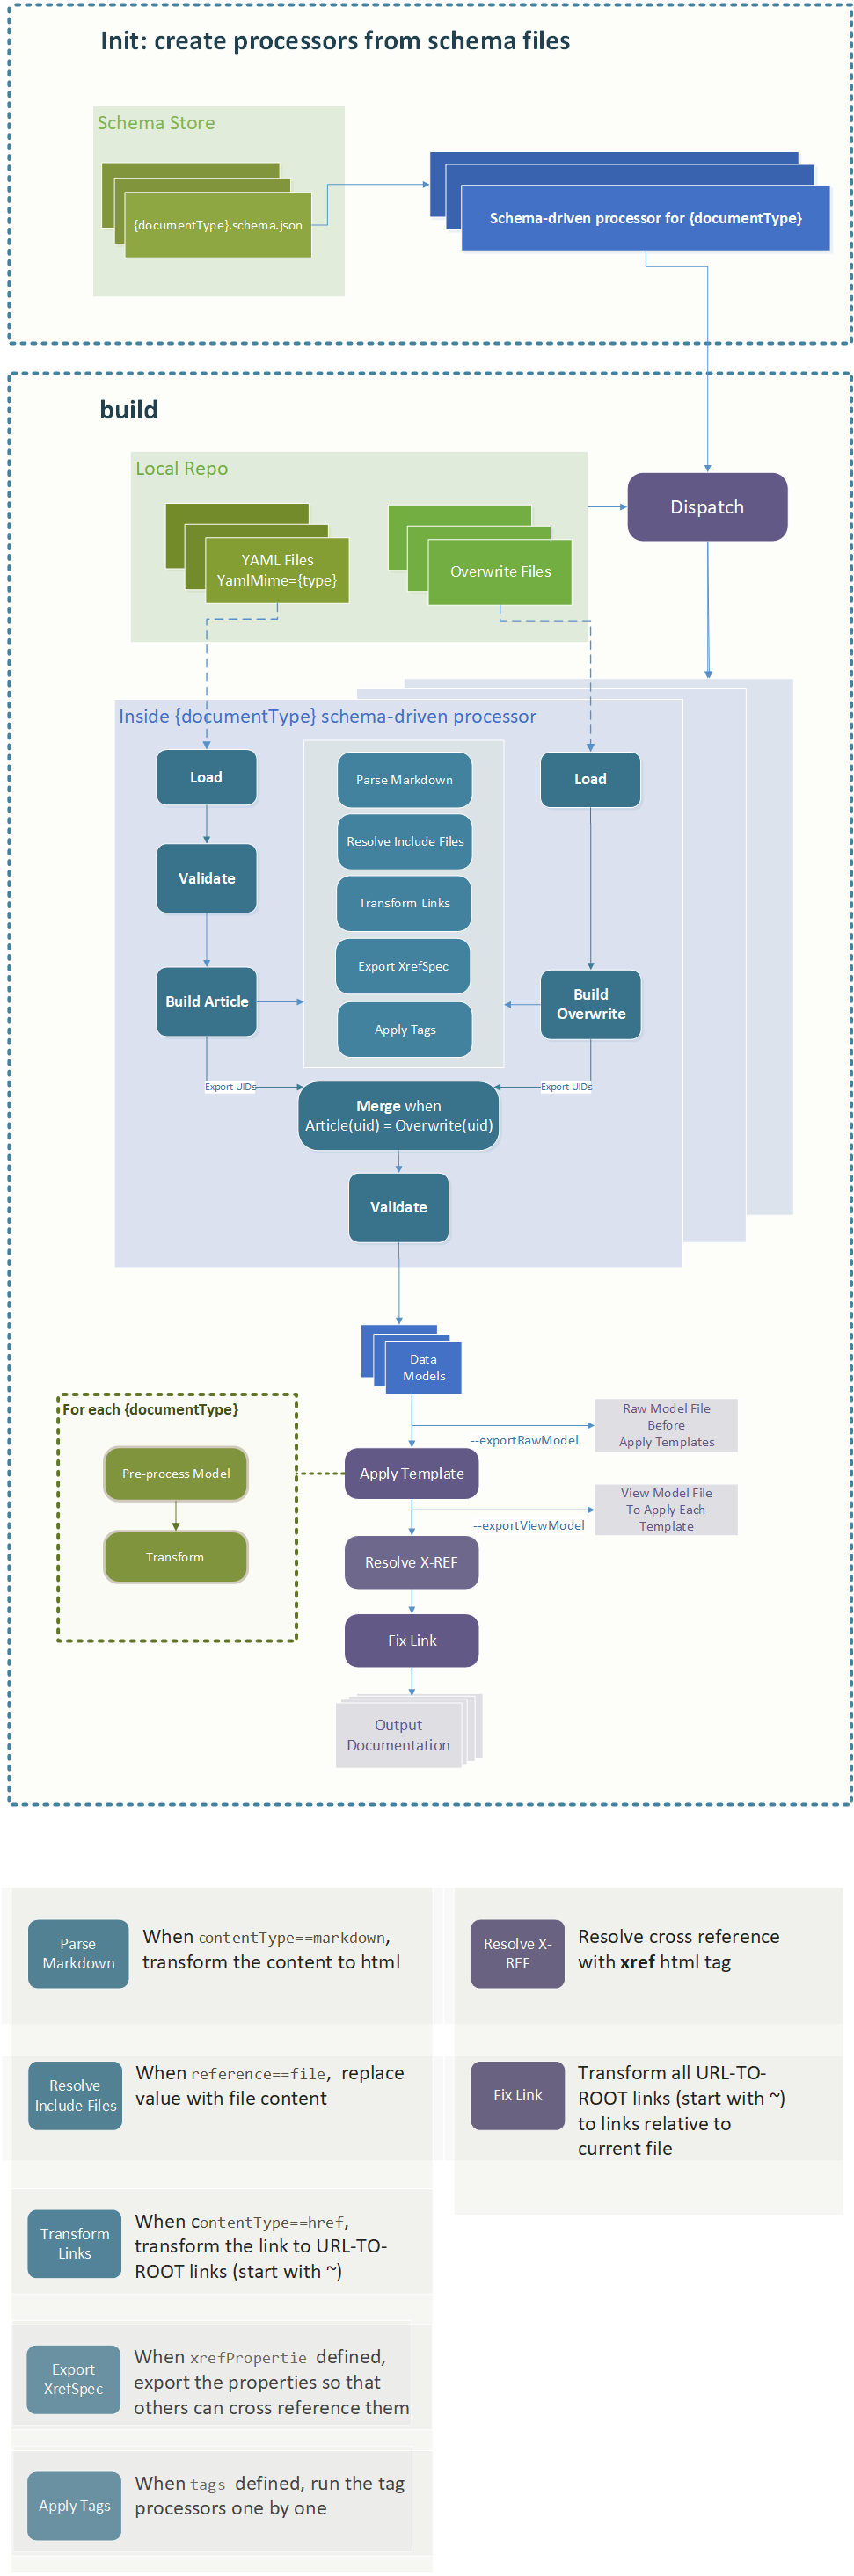 Init: create processors from schema files
Schema Store
{documentType}.schema.json
Schema-driven processor for {documentType}
build
Local Repo
YAML Files
YamlMime={type}
Overwrite Files
Dispatch
Inside {documentType} schema-driven processor
Load
Validate
Build Article
Parse Markdown
Resolve Include Files
Transform Links
Export XrefSpec
Apply Tags
Load
Build
Overwrite
Export UIDs
Export UIDs
Merge when
Article(uid) = Overwrite(uid)
Validate
Data
Models
--exportRawModel
Raw Model File
Before
Apply Templates
For each {documentType}
Pre-process Model
Transform
Apply Template
--exportViewModel
View Model File
To Apply Each
Template
Resolve X-REF
Fix Link
Output
Documentation
Parse
Markdown
When contentType==markdown,
transform the content to html
Resolve X-
REF
Resolve cross reference
with xref html tag
Resolve
Include Files
When reference==file, replace
value with file content
Fix Link
Transform all URL-TO-
ROOT links (start with ~)
to links relative to
current file
Transform
Links
When contentType==href,
transform the link to URL-TO-
ROOT links (start with ~)
Export
XrefSpec
When xrefPropertie defined,
export the properties so that
others can cross reference them
Apply Tags
When tags defined, run the tag
processors one by one